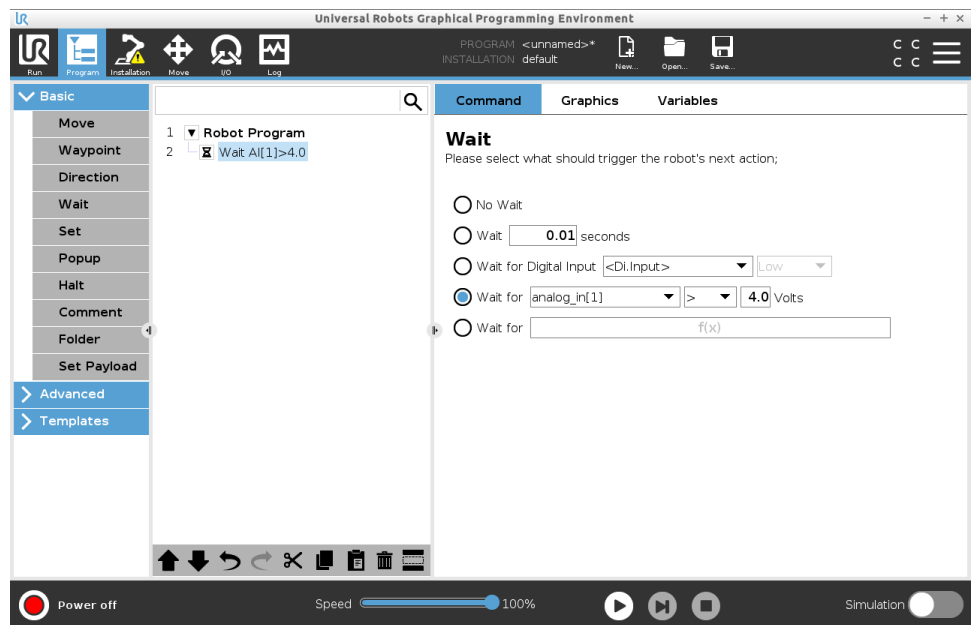 UR
Universal Robots Graphical Programming Environment
UR
Run
Program
Installation
Move
I/O
Log
PROGRAM <unnamed>*
INSTALLATION default
New...
Open...
Save...
C C
C C
Basic
Move
Waypoint
Direction
Wait
Set
Popup
Halt
Comment
Folder
Set Payload
Advanced
Templates
1 Robot Program
2 Wait AI[1]>4.0
Command Graphics Variables
Wait
Please select what should trigger the robot's next action;
No Wait
Wait 0.01 seconds
Wait for Digital Input <Di.Input> Low
Wait for analog_in[1] > 4.0 Volts
Wait for f(x)
Power off
Speed 100%
Simulation